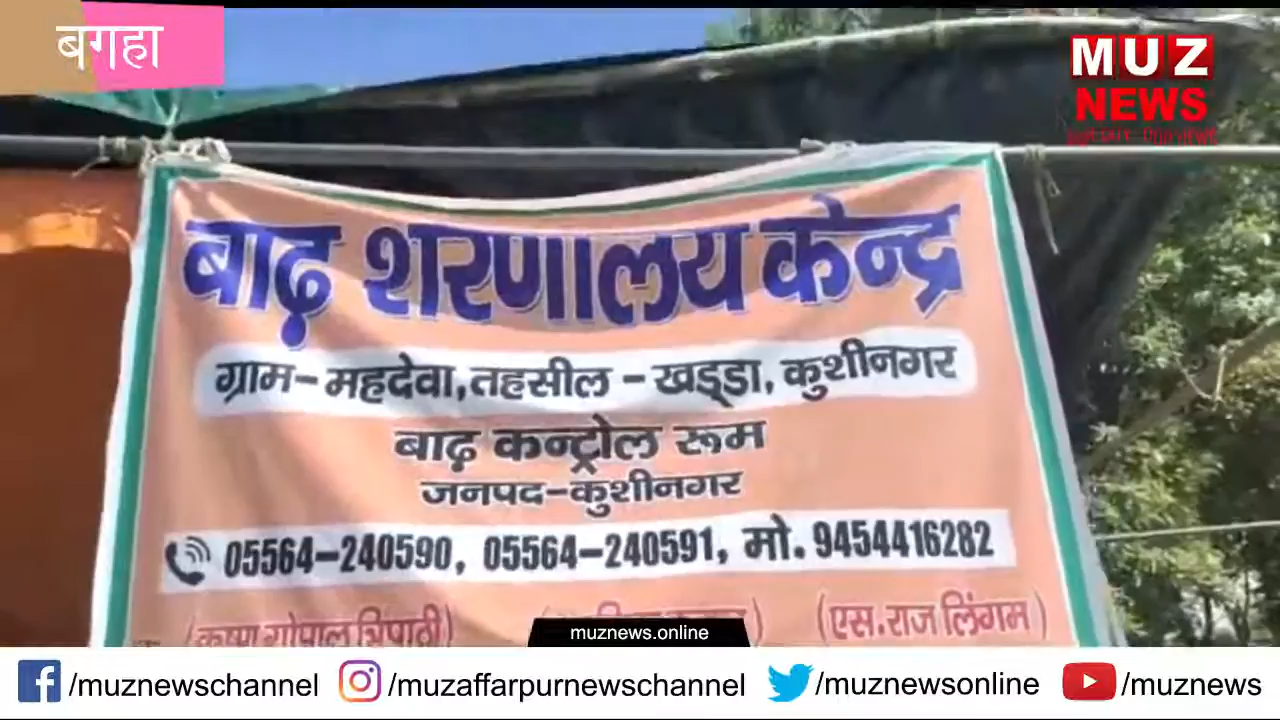 बगहा
MUZ
NEWS
बाढ़ शरणालय केन्द्र
ग्राम-महदेवा,तहसील -खड्डा, कुशीनगर
बाढ़ कन्ट्रोल रूम
जनपद-कुशीनगर
05564-240590, 05564-240591, मो. 9454416282
(कृष्ण गोपाल त्रिपाठी) (एस.राज लिंगम)
muznews.online
/muznewschannel /muzaffarpurnewschannel /muznewsonline /muznews